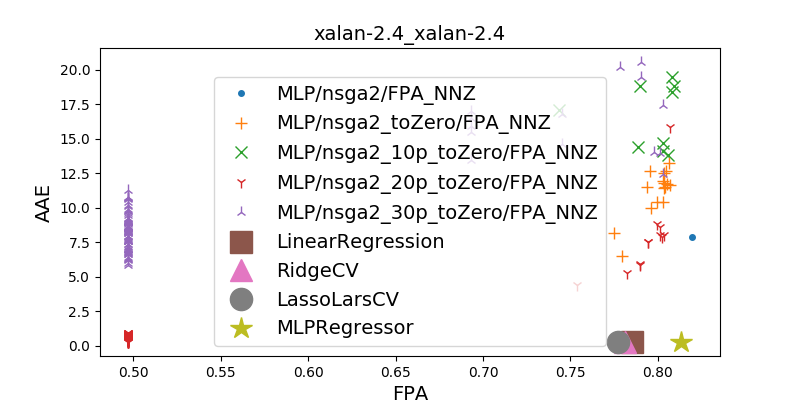 xalan-2.4_xalan-2.4
AAE
20.0
17.5
15.0
12.5
10.0
7.5
5.0
2.5
0.0
MLP/nsga2/FPA_NNZ
MLP/nsga2_toZero/FPA_NNZ
MLP/nsga2_10p_toZero/FPA_NNZ
MLP/nsga2_20p_toZero/FPA_NNZ
MLP/nsga2_30p_toZero/FPA_NNZ
LinearRegression
RidgeCV
LassoLarsCV
MLPRegressor
0.50 0.55 0.60 0.65 0.70 0.75 0.80
FPA